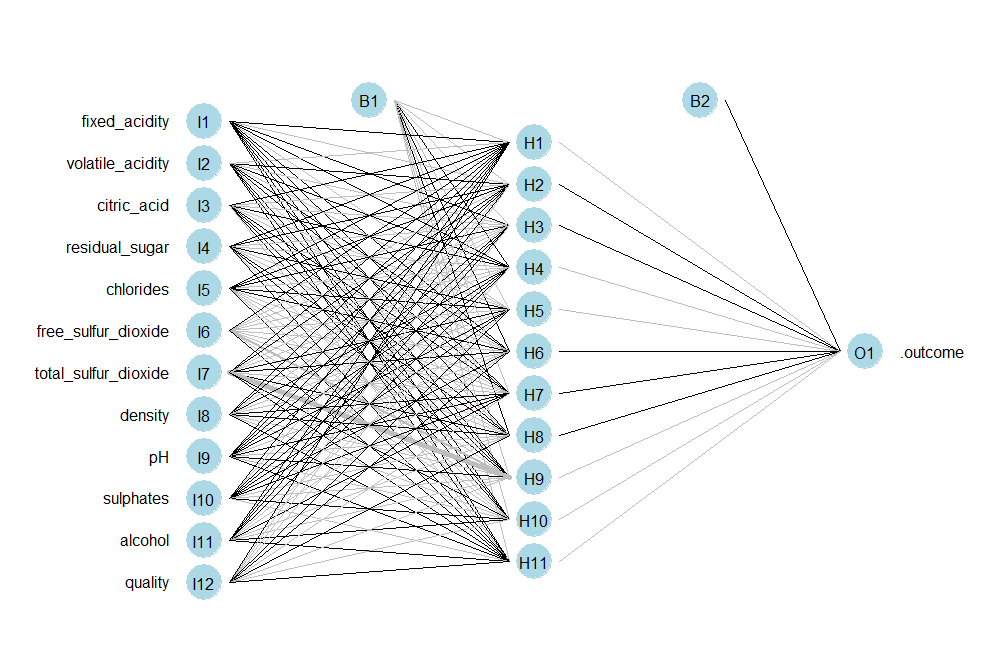 fixed_acidity I1
volatile_acidity I2
citric_acid I3
residual_sugar I4
chlorides I5
free_sulfur_dioxide I6
total_sulfur_dioxide I7
density I8
pH I9
sulphates I10
alcohol I11
quality I12
B1
H1
H2
H3
H4
H5
H6
H7
H8
H9
H10
H11
B2
O1 .outcome